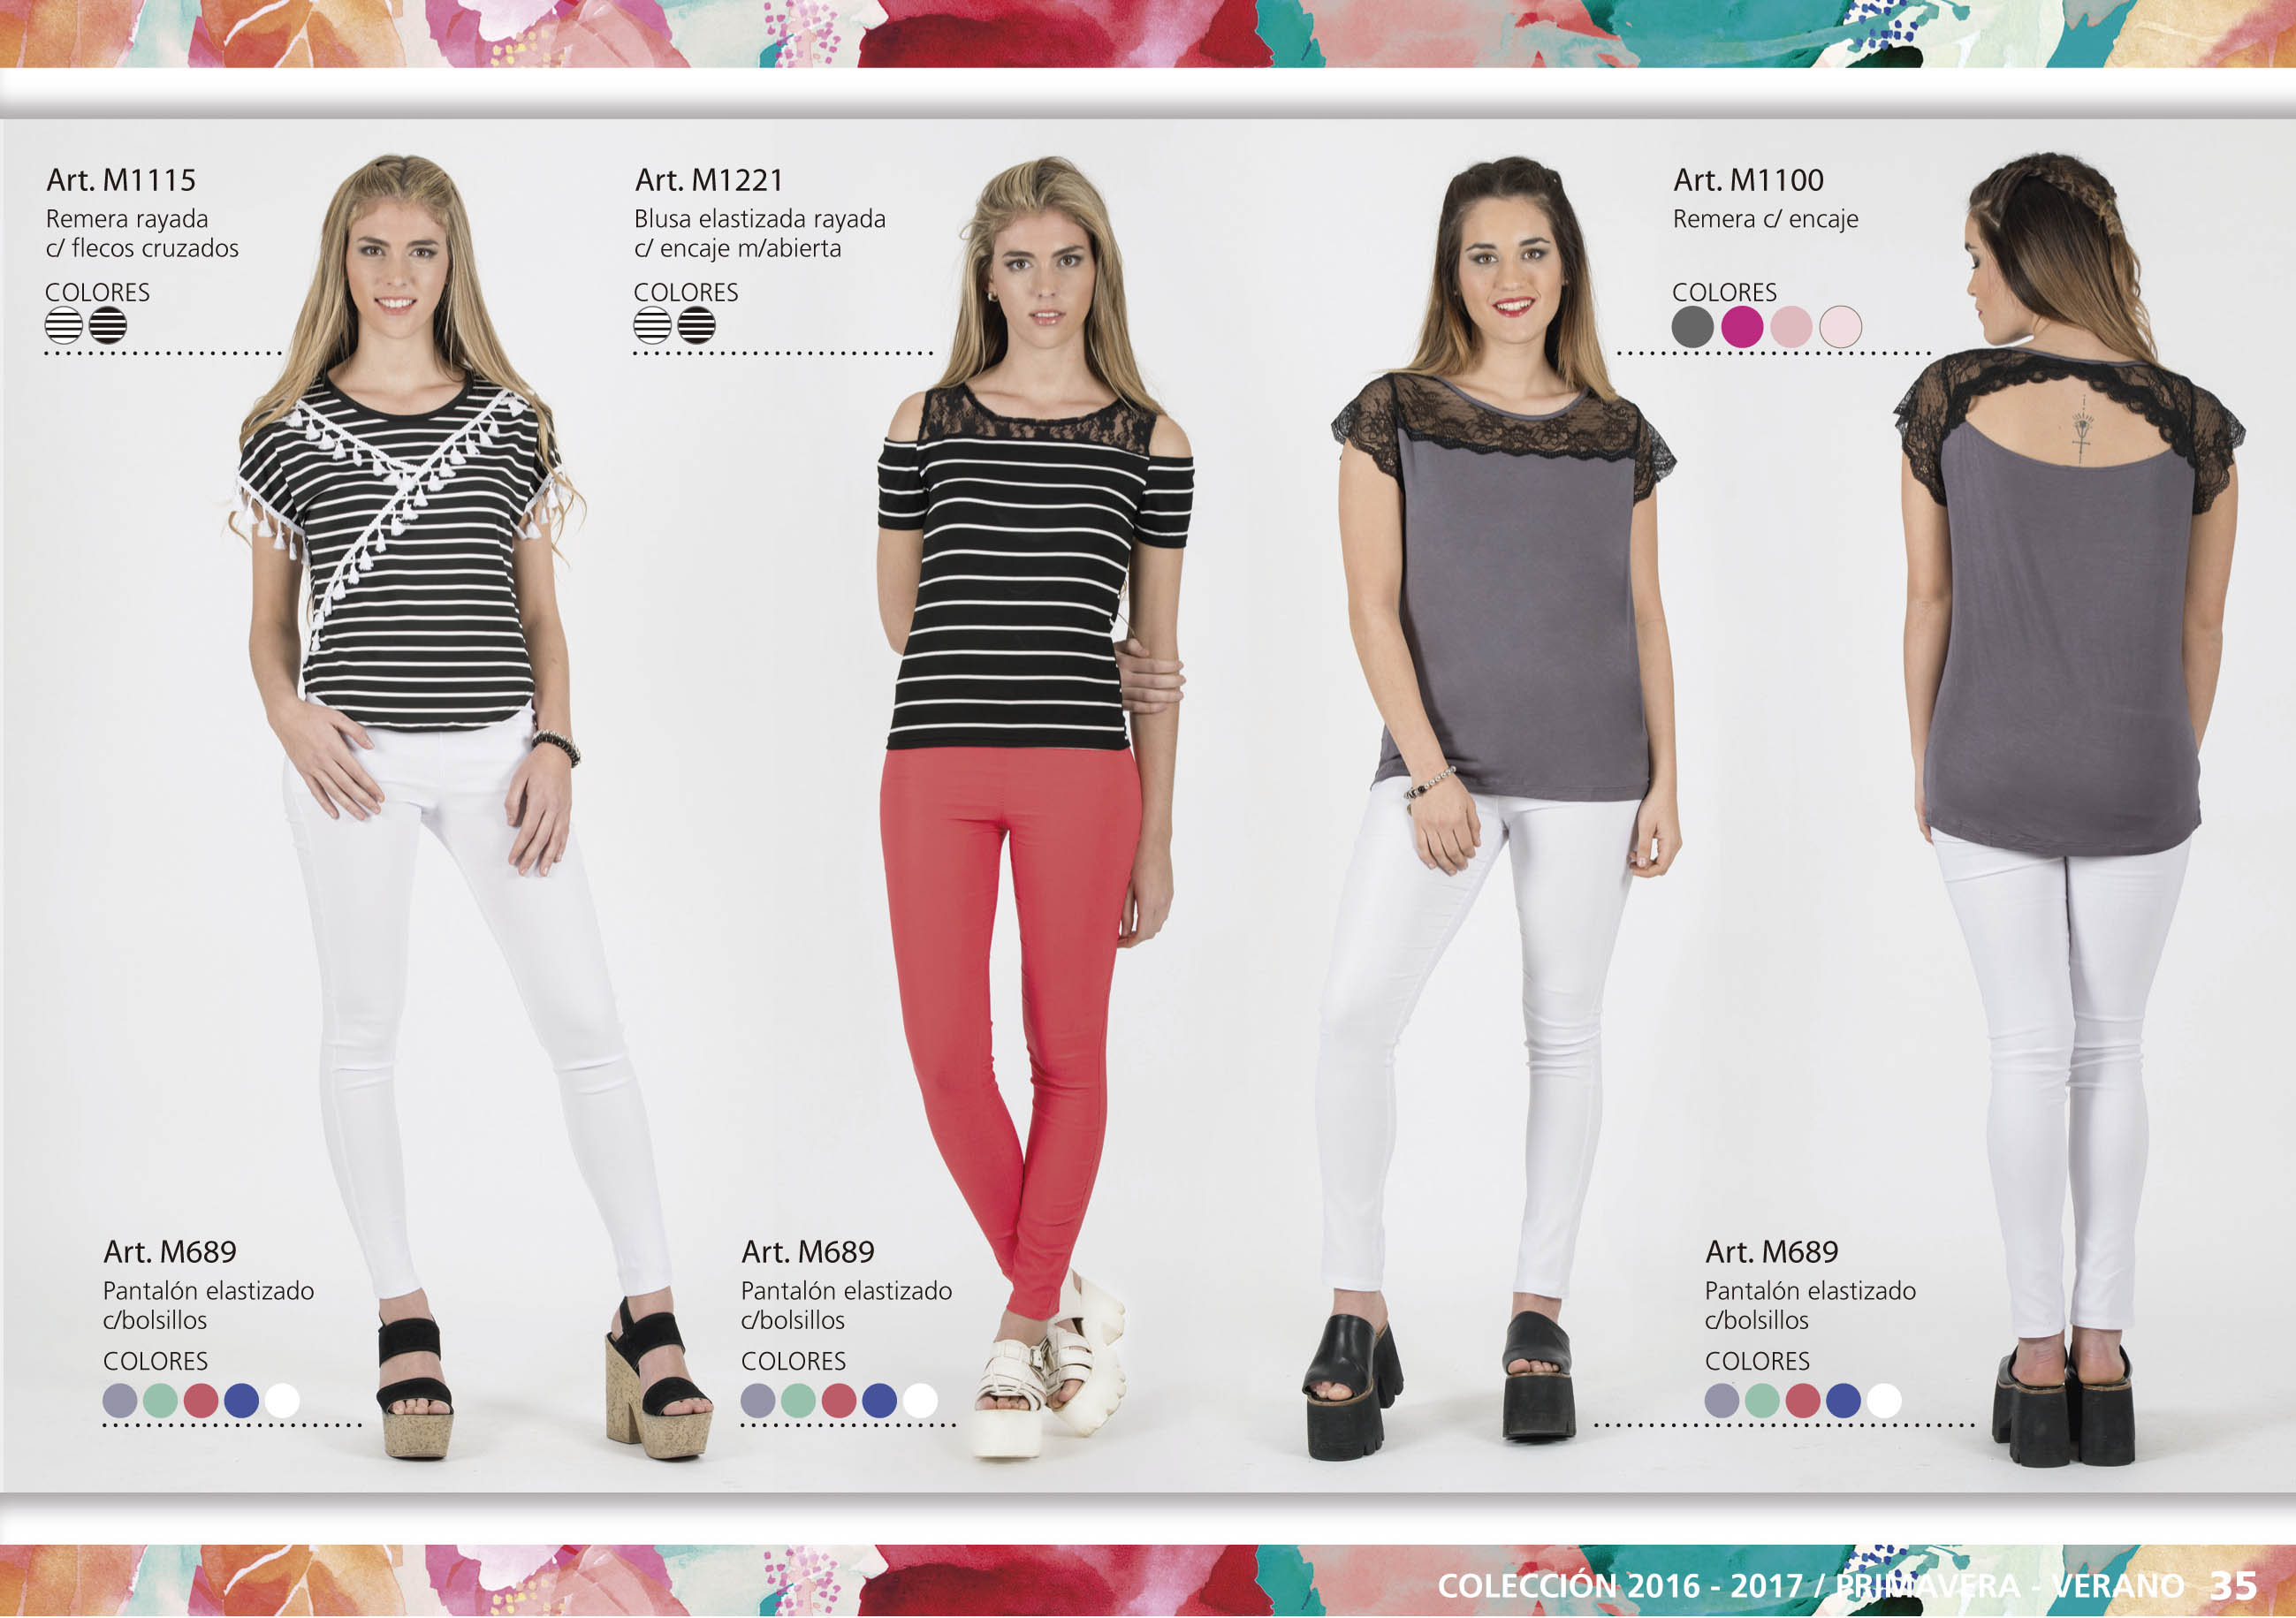 Art. M1115
Remera rayada
c/ flecos cruzados
COLORES
Art. M1221
Blusa elastizada rayada
c/ encaje m/abierta
COLORES
Art. M1100
Remera c/ encaje
COLORES
Art. M689
Pantalón elastizado
c/bolsillos
COLORES
Art. M689
Pantalón elastizado
c/bolsillos
COLORES
Art. M689
Pantalón elastizado
c/bolsillos
COLORES
COLECCIÓN 2016 - 2017 / PRIMAVERA - VERANO 35